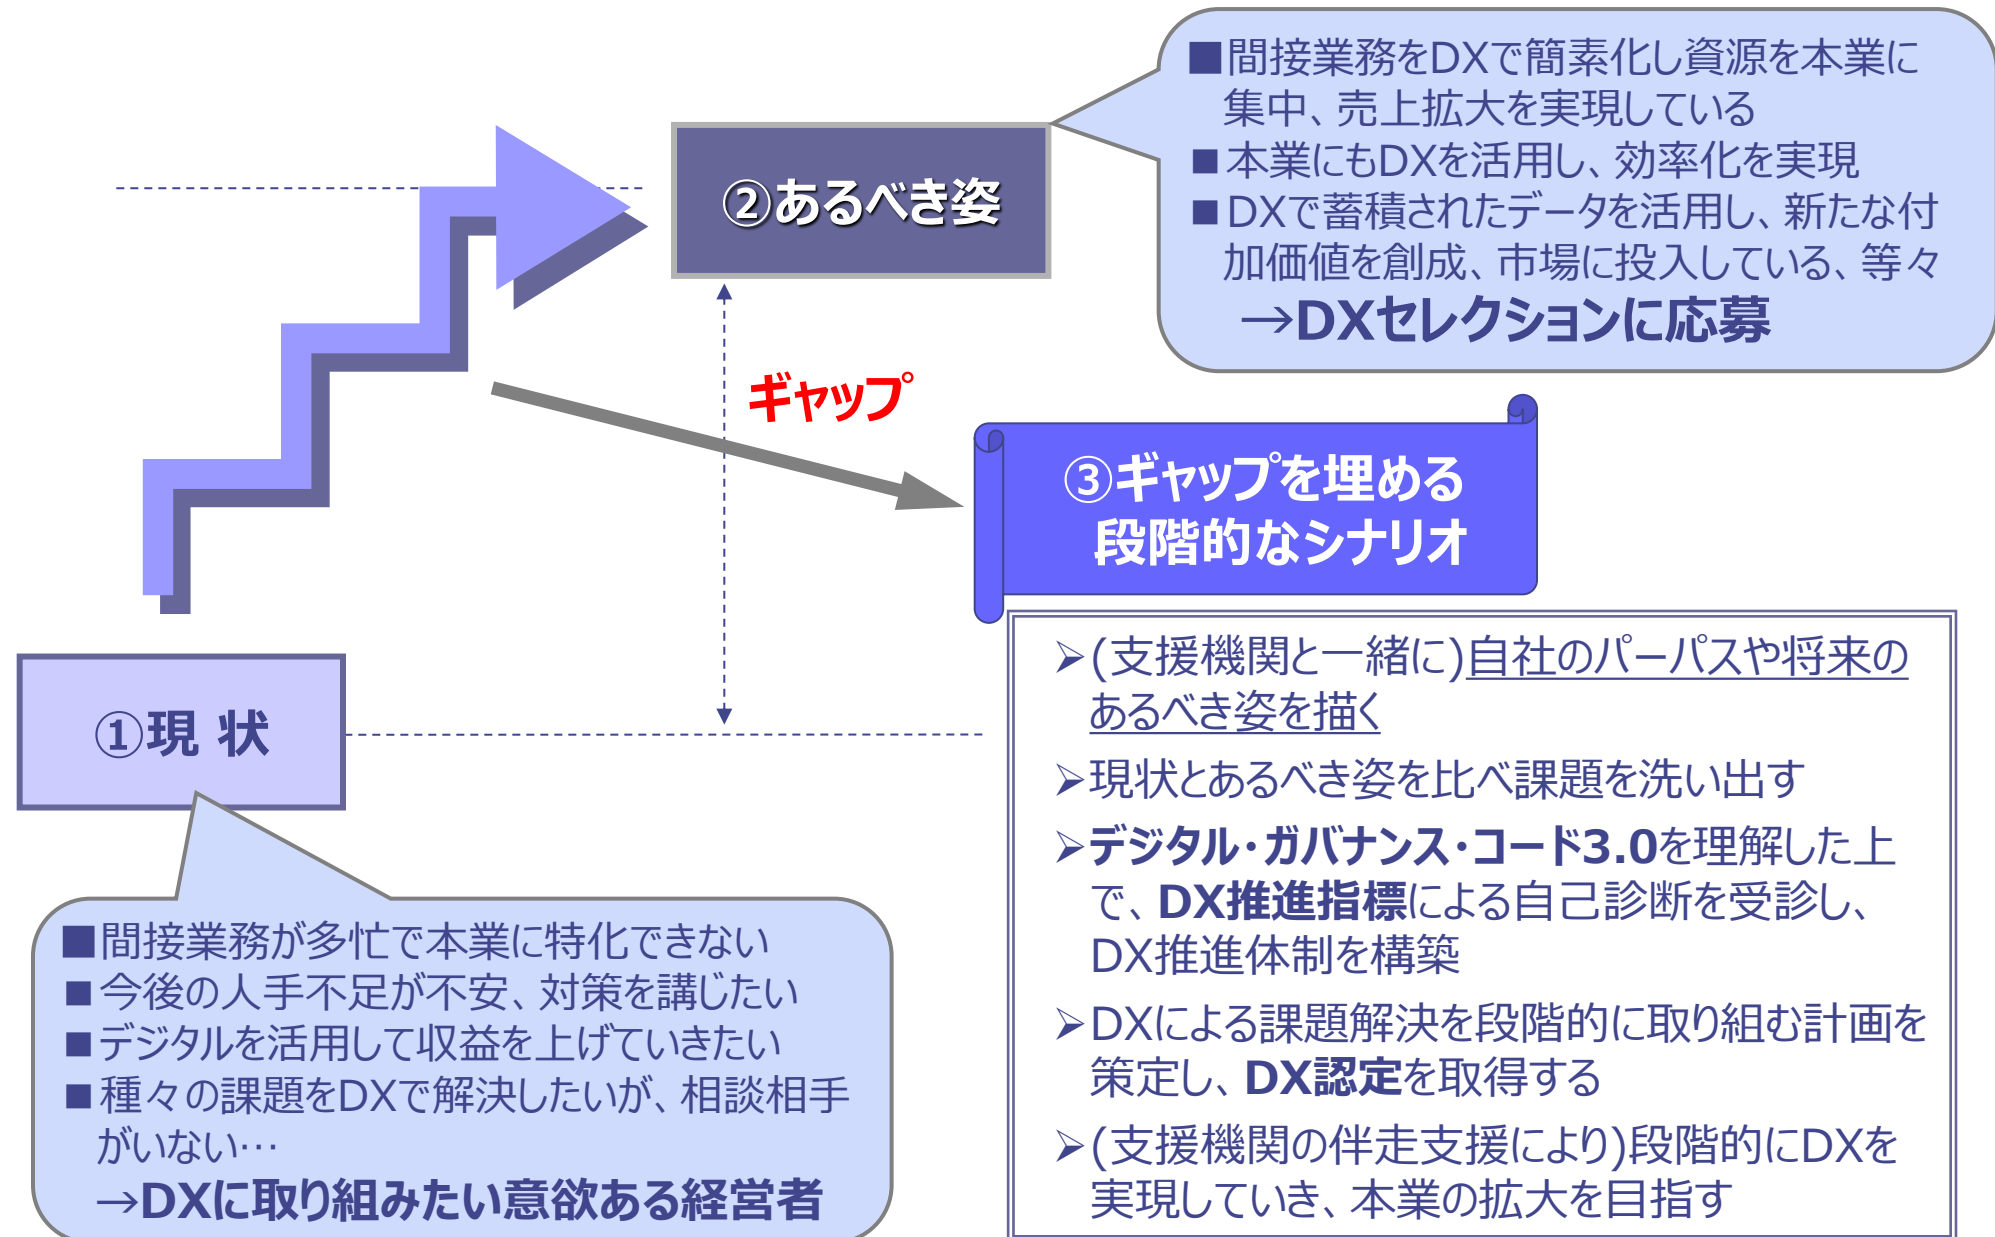 ■間接業務をDXで簡素化し資源を本業に
集中、売上拡大を実現している
■本業にもDXを活用し、効率化を実現
■DXで蓄積されたデータを活用し、新たな付
加価値を創成、市場に投入している、等々
→DXセレクションに応募
②あるべき姿
ギャップ
③ギャップを埋める
段階的なシナリオ
①現 状
■間接業務が多忙で本業に特化できない
■今後の人手不足が不安、対策を講じたい
■デジタルを活用して収益を上げていきたい
■種々の課題をDXで解決したいが、相談相手
がいない…
→DXに取り組みたい意欲ある経営者
➢(支援機関と一緒に)自社のパーパスや将来の
あるべき姿を描く
➢現状とあるべき姿を比べ課題を洗い出す
➢デジタル・ガバナンス・コード3.0を理解した上
で、DX推進指標による自己診断を受診し、
DX推進体制を構築
➢DXによる課題解決を段階的に取り組む計画を
策定し、DX認定を取得する
➢(支援機関の伴走支援により)段階的にDXを
実現していき、本業の拡大を目指す